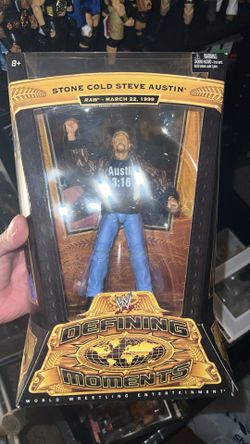 8+
STONE COLD STEVE AUSTIN
RAW - MARCH 22, 1999
Austin
3:16
W
DEFINING
MOMENTS
WORLD WRESTLING ENTERTAINMENT